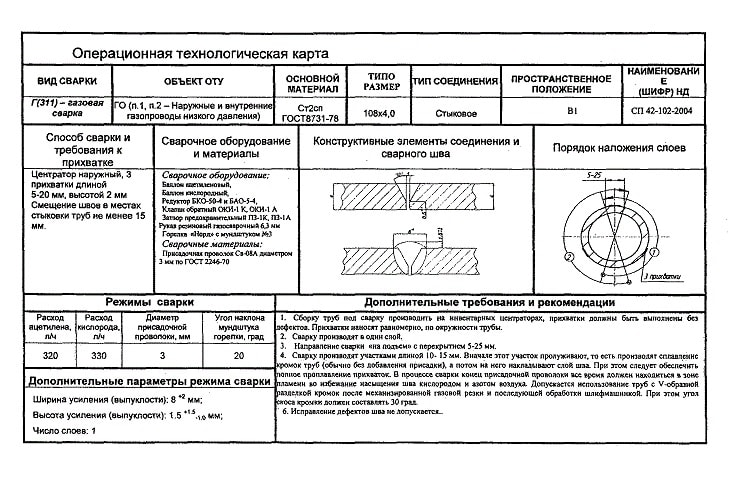 Операционная технологическая карта
ВИД СВАРКИ
ОБЪЕКТ ОТУ
ОСНОВНОЙ
МАТЕРИАЛ
ТИПО
РАЗМЕР
ТИП СОЕДИНЕНИЯ
ПРОСТРАНСТВЕННОЕ
ПОЛОЖЕНИЕ
НАИМЕНОВАНИ
Е
(ШИФР) НД
Г(311) – газовая
сварка
ГО (п.1, п.2 – Наружные и внутренние
газопроводы низкого давления)
Ст2сп
ГОСТ8731-78
108х4,0
Стыковое
В1
СП 42-102-2004
Способ сварки и
требования к
прихватке
Сварочное оборудование
и материалы
Конструктивные элементы соединения и
сварного шва
Порядок наложения слоев
Центратор наружный, 3
прихватки длиной
5-20 мм, высотой 2 мм
Смещение швов в местах
стыковки труб не менее 15
мм.
Сварочное оборудование:
Баллон ацетиленовый,
Баллон кислородный,
Редуктор БКО-50-4 и БАО-5-4,
Клапан обратный ОКИ-1 К, ОКИ-1 А
Затвор предохранительный ПЗ-1К, ПЗ-1А
Рукав резиновый газосварочный 6,3 мм
Горелка «Норд» с мундштуком №3
Сварочные материалы:
Присадочная проволок Св-08А диаметром
3 мм по ГОСТ 2246-70
5-25
1
2
3 прихватки
Режимы сварки
Расход
ацетилена,
л/ч
Расход
кислорода,
л/ч
Диаметр
присадочной
проволоки, мм
Угол наклона
мундштука
горелки, град
320
330
3
20
Дополнительные параметры режима сварки
Ширина усиления (выпуклости): 8 +2 мм;
Высота усиления (выпуклости): 1.5 +1.5 -1,0 мм;
Число слоев: 1
Дополнительные требования и рекомендации
1. Сборку труб под сварку производить на инвентарных центраторах, прихватки должны быть выполнены без
дефектов. Прихватки наносят равномерно, по окружности трубы.
2. Сварку производят в один слой.
3. Направление сварки «на подъем» с перекрытием 5-25 мм.
4. Сварку производят участками длиной 10- 15 мм. Вначале этот участок пролуживают, то есть производят сплавление
кромок труб (обычно без добавления присадки), а потом на него накладывают слой шва. При этом следует обеспечить
полное проплавление прихваток. В процессе сварки конец присадочной проволоки все время должен находиться в зоне
пламени во избежание насыщения шва кислородом и азотом воздуха. Допускается использование труб с V-образной
разделкой кромок после механизированной газовой резки и последующей обработки шлифмашинкой. При этом угол
скоса кромки должен составлять 30 град.
6. Исправление дефектов шва не допускается..